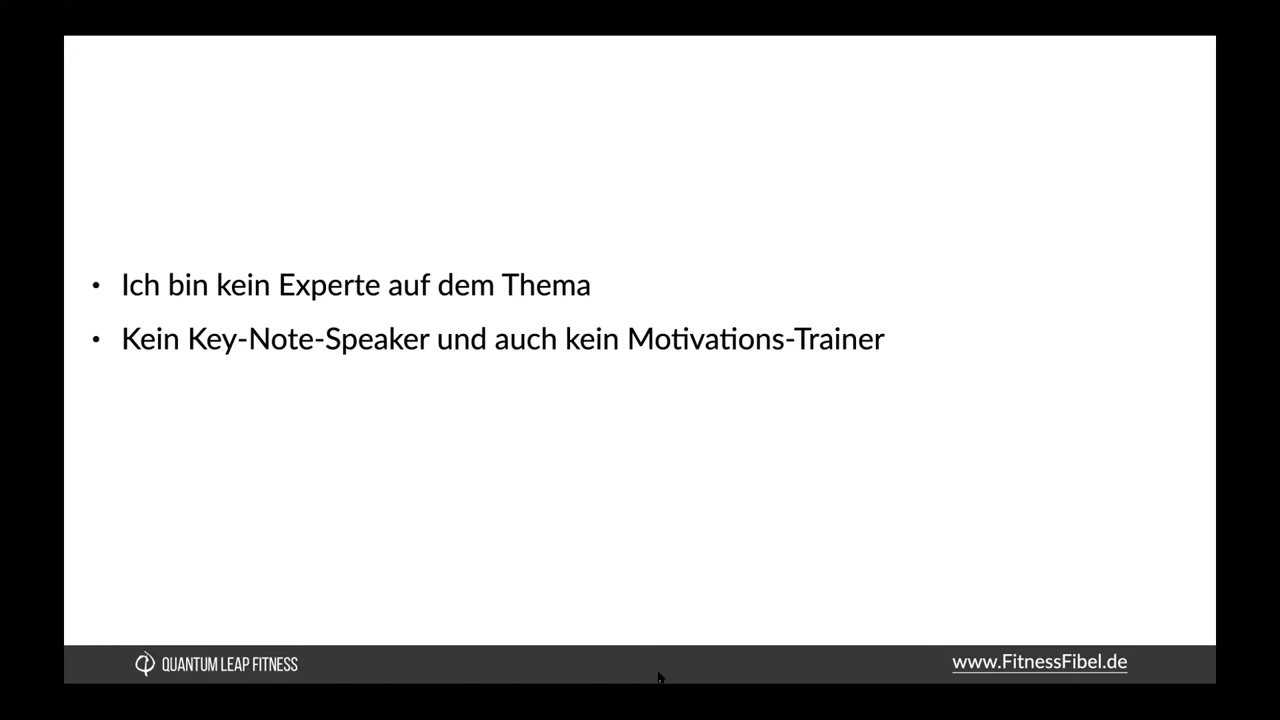 • Ich bin kein Experte auf dem Thema
• Kein Key-Note-Speaker und auch kein Motivations-Trainer
QUANTUM LEAP FITNESS
www.FitnessFibel.de